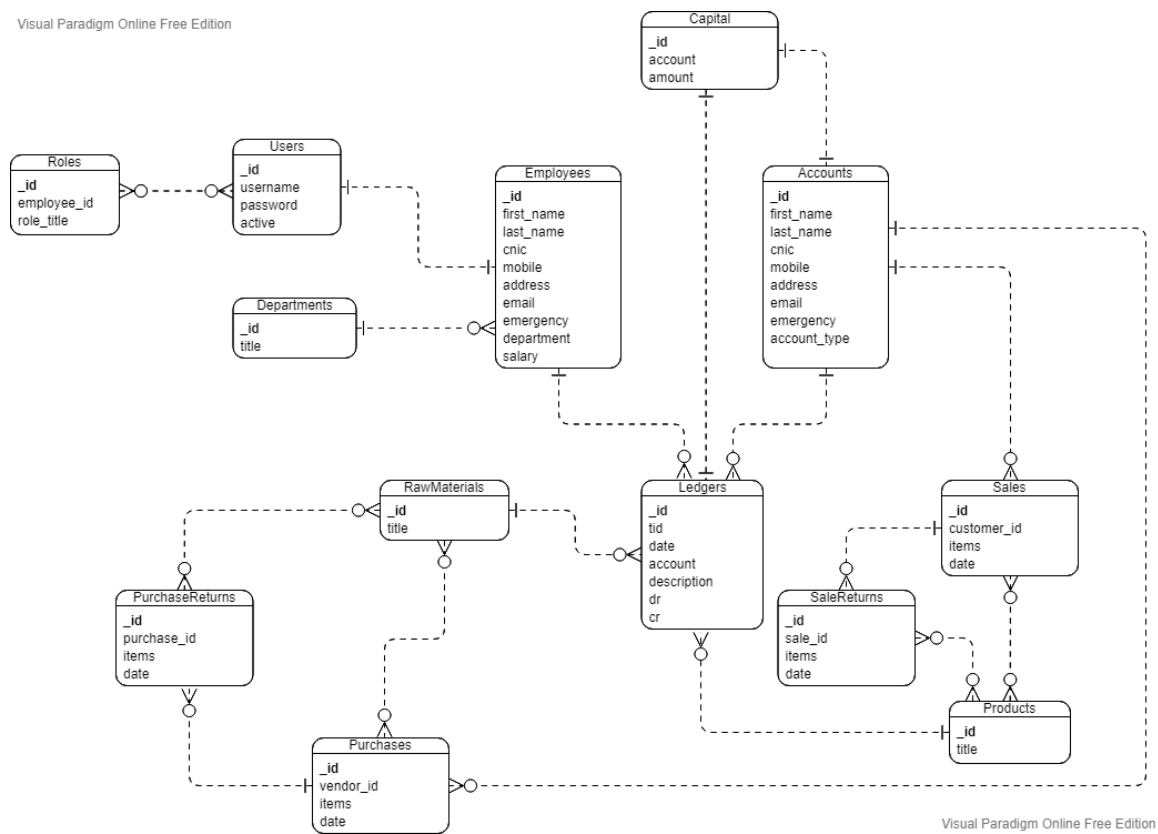 Visual Paradigm Online Free Edition
Capital
_id
account
amount
Roles
_id
employee_id
role_title
Users
_id
username
password
active
Employees
_id
first_name
last_name
cnic
mobile
address
email
emergency
department
salary
Accounts
_id
first_name
last_name
cnic
mobile
address
email
emergency
account_type
Departments
_id
title
RawMaterials
_id
title
Ledgers
_id
tid
date
account
description
dr
cr
Sales
_id
customer_id
items
date
PurchaseReturns
_id
purchase_id
items
date
SaleReturns
_id
sale_id
items
date
Products
_id
title
Purchases
_id
vendor_id
items
date
Visual Paradigm Online Free Edition